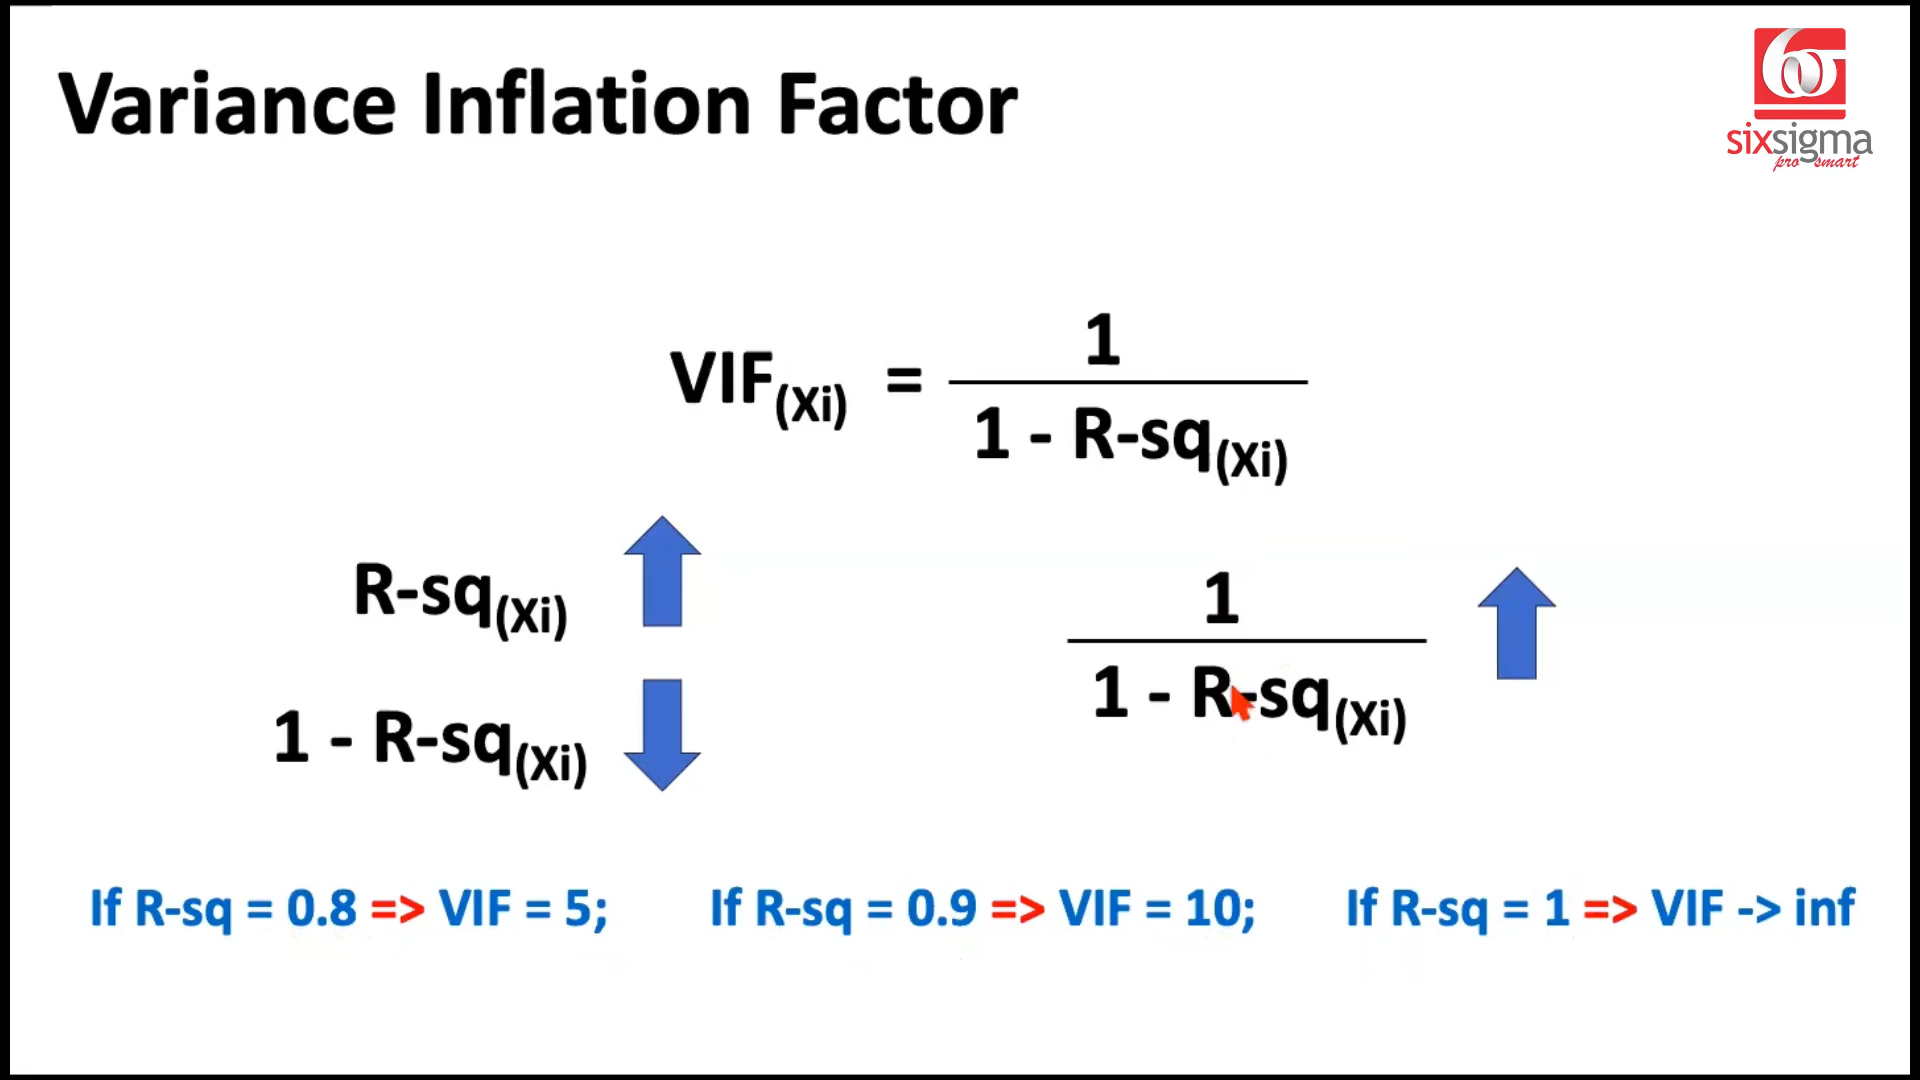 Variance Inflation Factor
6σ
sixsigma
pro smart
VIF(Xi) = 1
1 - R-sq(Xi)
R-sq(Xi)
1 - R-sq(Xi)
1
1 - R-sq(Xi)
If R-sq = 0.8 => VIF = 5; If R-sq = 0.9 => VIF = 10; If R-sq = 1 => VIF -> inf